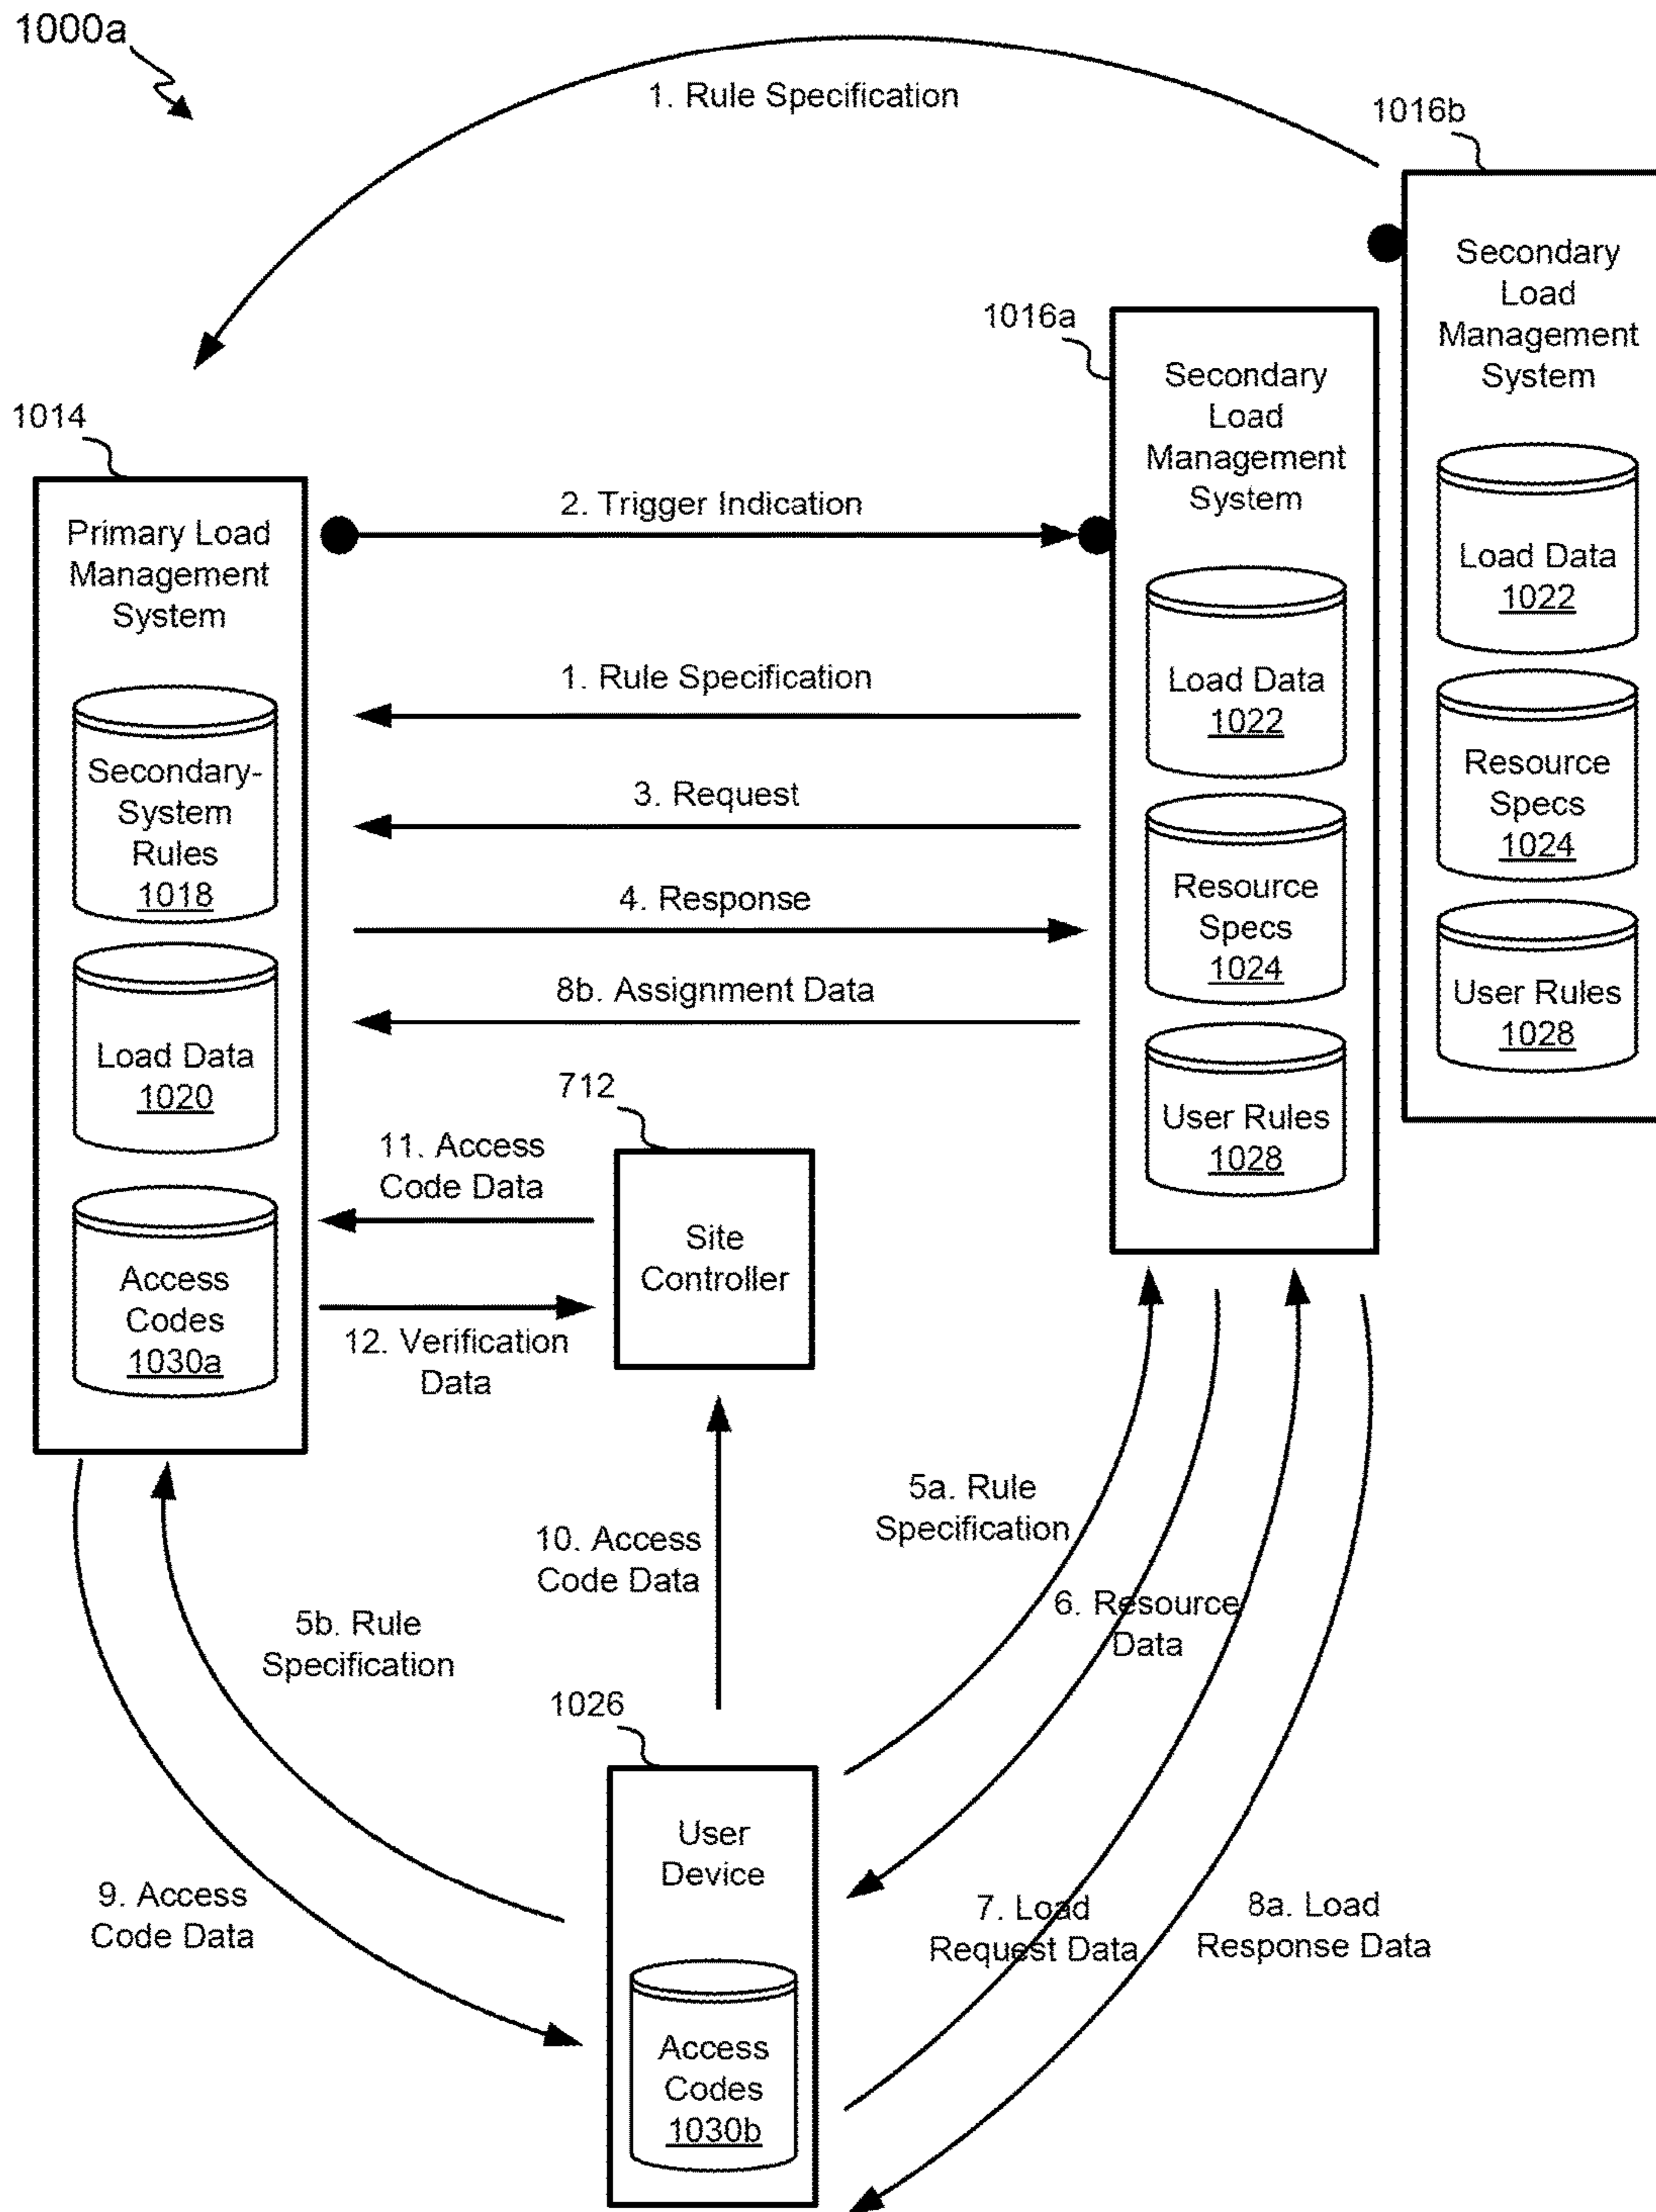 1000a
1. Rule Specification
1016b
Secondary
Load
Management
System
Load Data
1022
Resource
Specs
1024
User Rules
1028
1016a
Secondary
Load
Management
System
Load Data
1022
Resource
Specs
1024
User Rules
1028
1014
Primary Load
Management
System
Secondary-
System
Rules
1018
Load Data
1020
Access
Codes
1030a
2. Trigger Indication
1. Rule Specification
3. Request
4. Response
8b. Assignment Data
712
Site
Controller
11. Access
Code Data
12. Verification
Data
10. Access
Code Data
5a. Rule
Specification
6. Resource
Data
5b. Rule
Specification
1026
User
Device
Access
Codes
1030b
9. Access
Code Data
7. Load
Request Data
8a. Load
Response Data